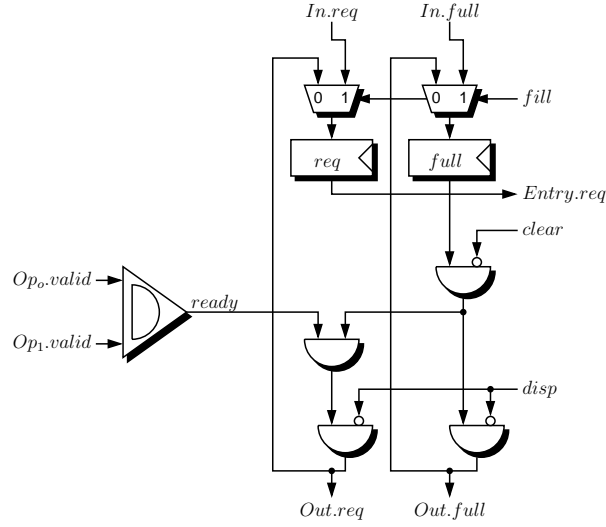 In.req
In.full
0 1
0 1
fill
req
full
Entry.req
clear
Op₀.valid
ready
Op₁.valid
disp
Out.req
Out.full